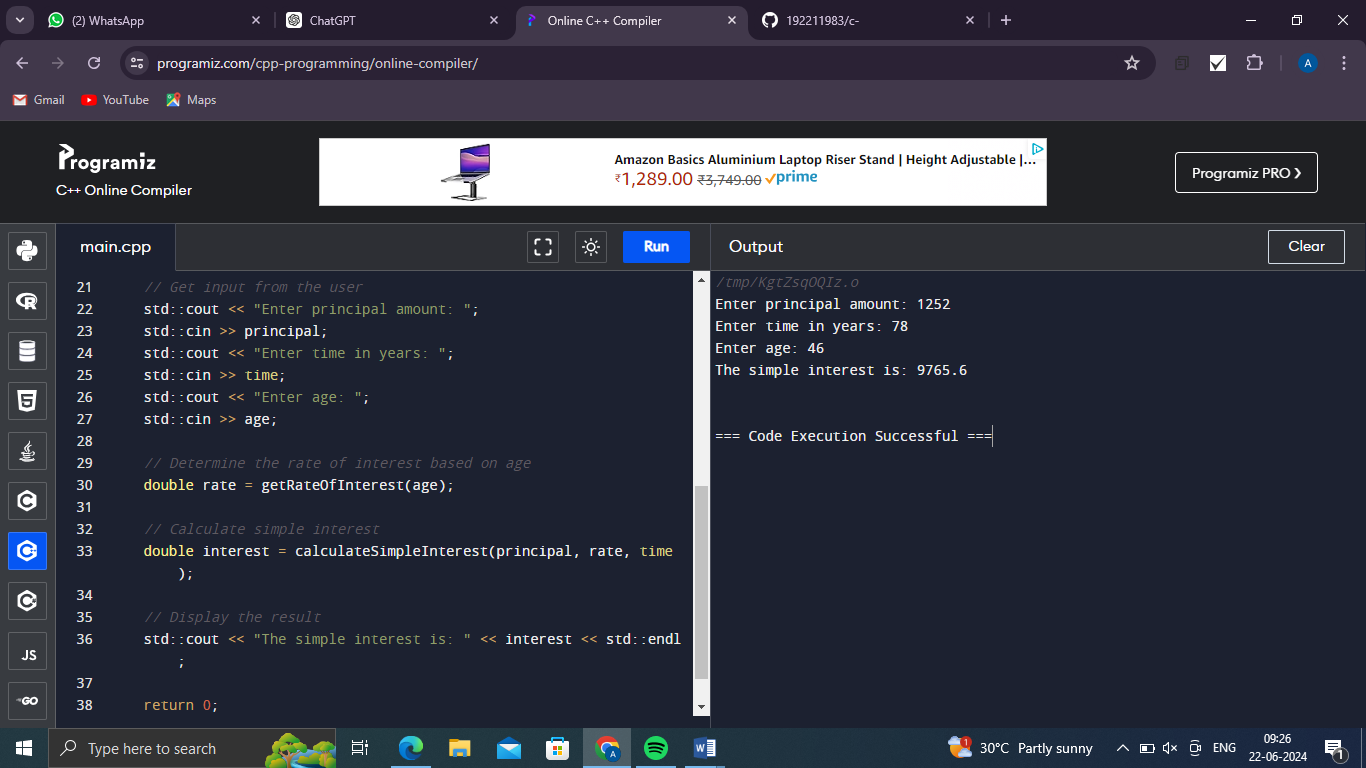 (2) WhatsApp
ChatGPT
Online C++ Compiler
192211983/c-
programiz.com/cpp-programming/online-compiler/
A
Gmail
YouTube
Maps
Programiz
C++ Online Compiler
Amazon Basics Aluminium Laptop Riser Stand | Height Adjustable |...
₹1,289.00 ₹3,749.00 prime
Programiz PRO ❯
main.cpp
Run
Output
Clear
21 // Get input from the user
22 std::cout << "Enter principal amount: ";
23 std::cin >> principal;
24 std::cout << "Enter time in years: ";
25 std::cin >> time;
26 std::cout << "Enter age: ";
27 std::cin >> age;
28
29 // Determine the rate of interest based on age
30 double rate = getRateOfInterest(age);
31
32 // Calculate simple interest
33 double interest = calculateSimpleInterest(principal, rate, time
);
34
35 // Display the result
36 std::cout << "The simple interest is: " << interest << std::endl
;
37
38 return 0;
/tmp/KgtZsqOQIz.o
Enter principal amount: 1252
Enter time in years: 78
Enter age: 46
The simple interest is: 9765.6
=== Code Execution Successful ===
R
5
C
C
C
JS
GO
Type here to search
A
W
1
30°C Partly sunny
ENG
09:26
22-06-2024
1